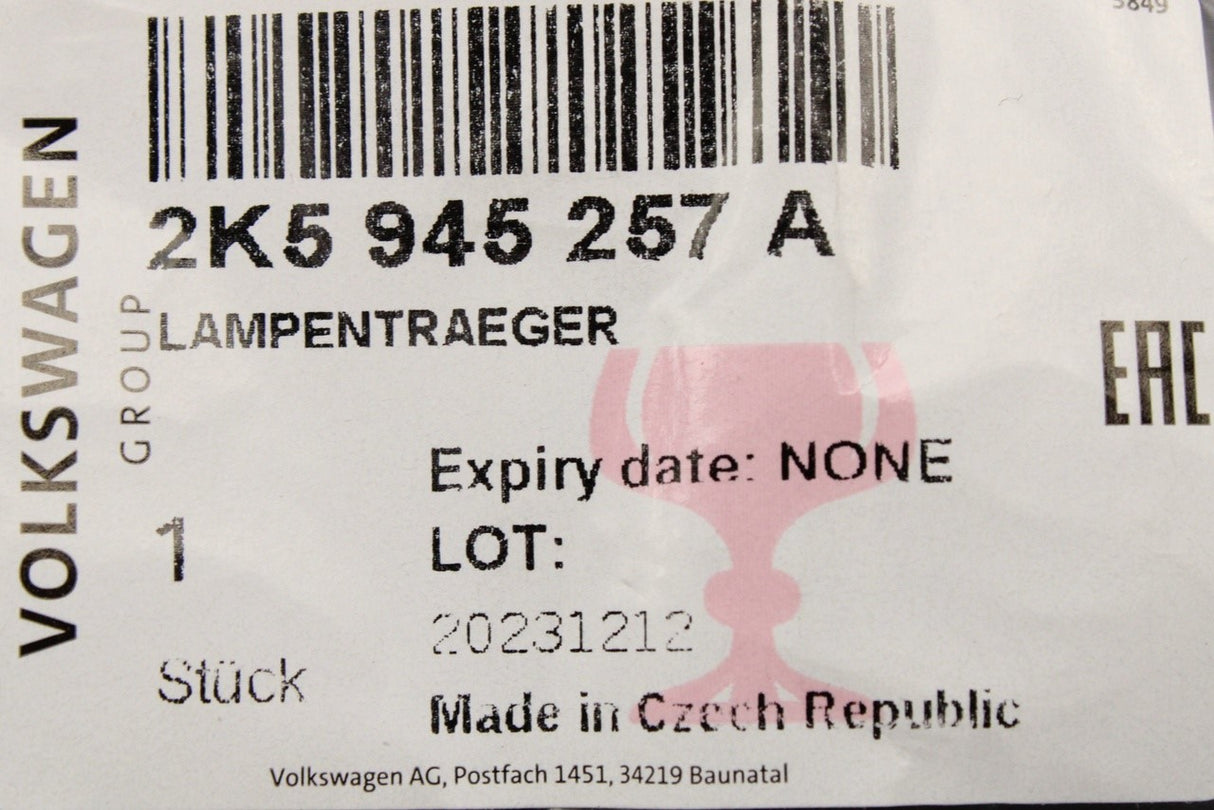 5849
2K5 945 257 A
LAMPENTRAEGER
VOLKSWAGEN
GROUP
EAC
Expiry date: NONE
1
LOT:
20231212
Stück
Made in Czech Republic
Volkswagen AG, Postfach 1451, 34219 Baunatal